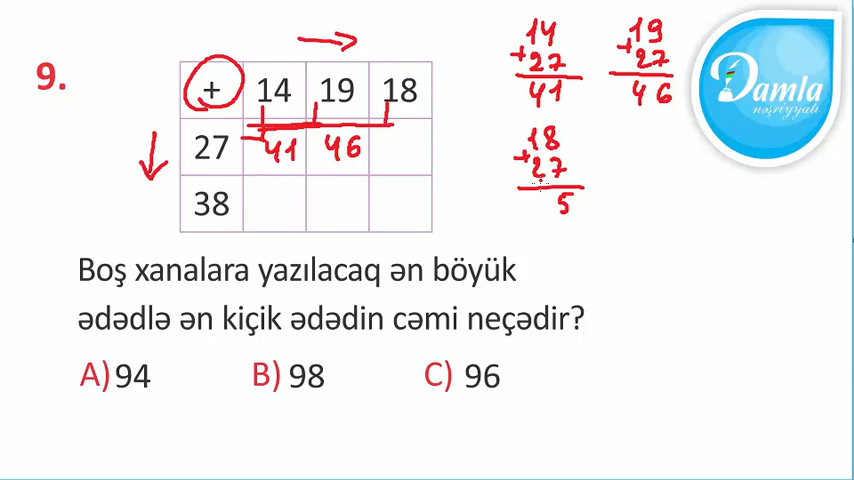 9.
+ 14 19 18
27 41 46
38
14
+27
41
19
+27
46
18
+27
5
Damla
nəşriyyatı
Boş xanalara yazılacaq ən böyük
ədədlə ən kiçik ədədin cəmi neçədir?
A) 94 B) 98 C) 96